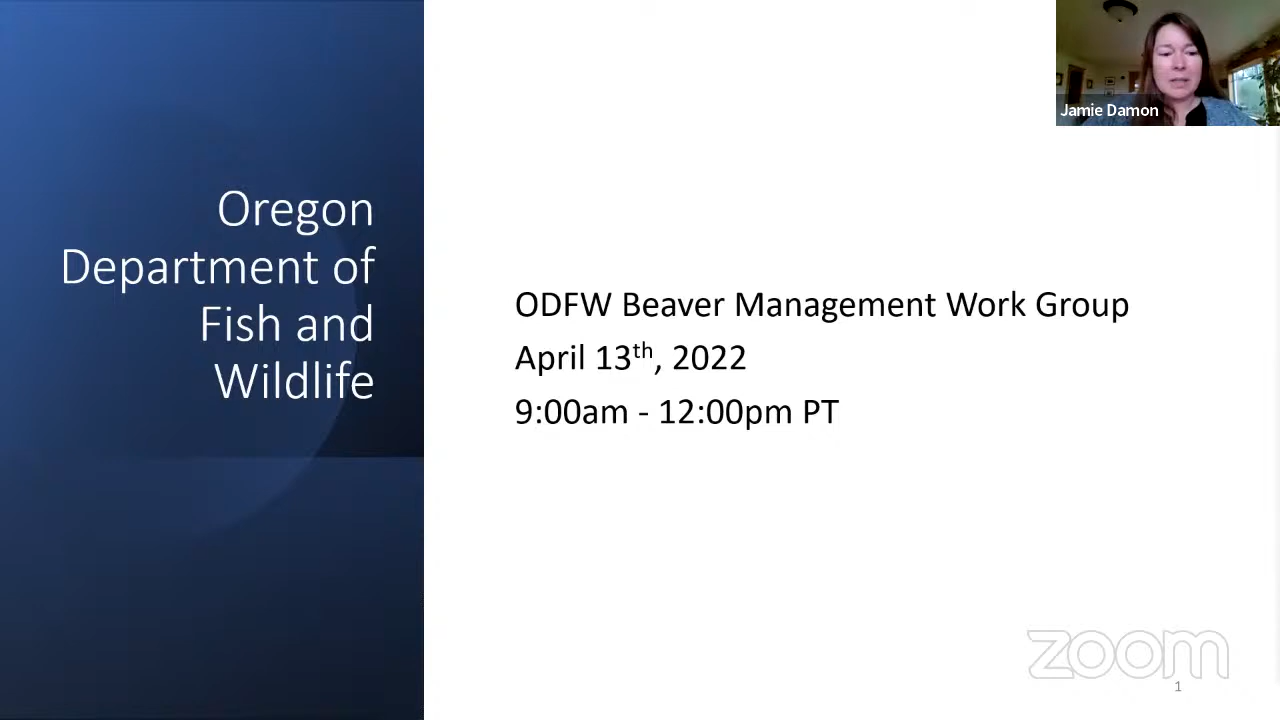 Oregon
Department of
Fish and
Wildlife
ODFW Beaver Management Work Group
April 13th, 2022
9:00am - 12:00pm PT
Jamie Damon
zoom
1